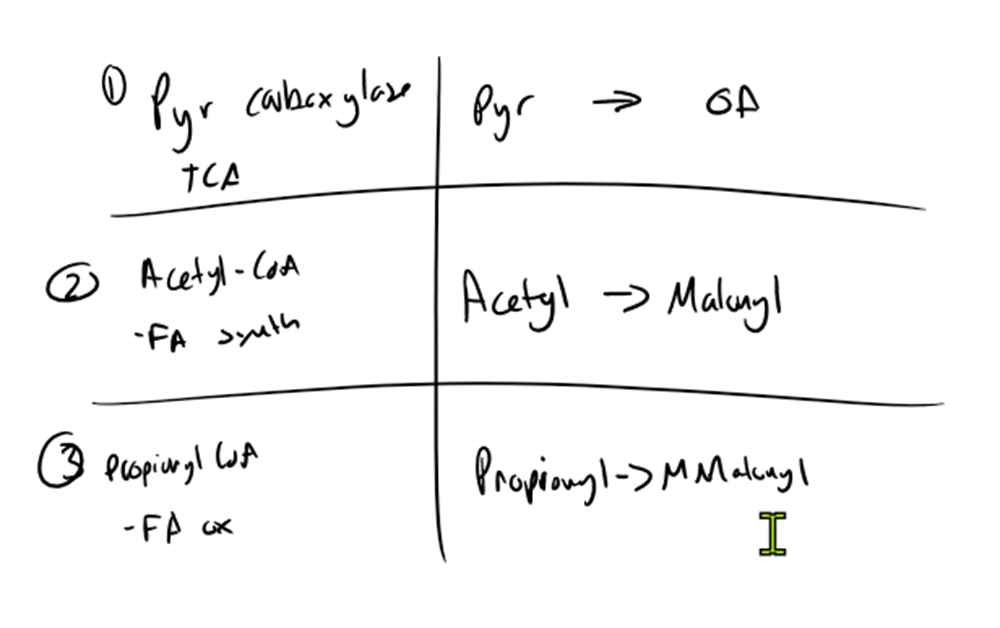 ① Pyr carboxylase
Pyr → OA
TCA
② Acetyl-CoA
-FA synth
Acetyl → Malonyl
③ Propionyl CoA
-FA ox
Propionyl -> MMalonyl